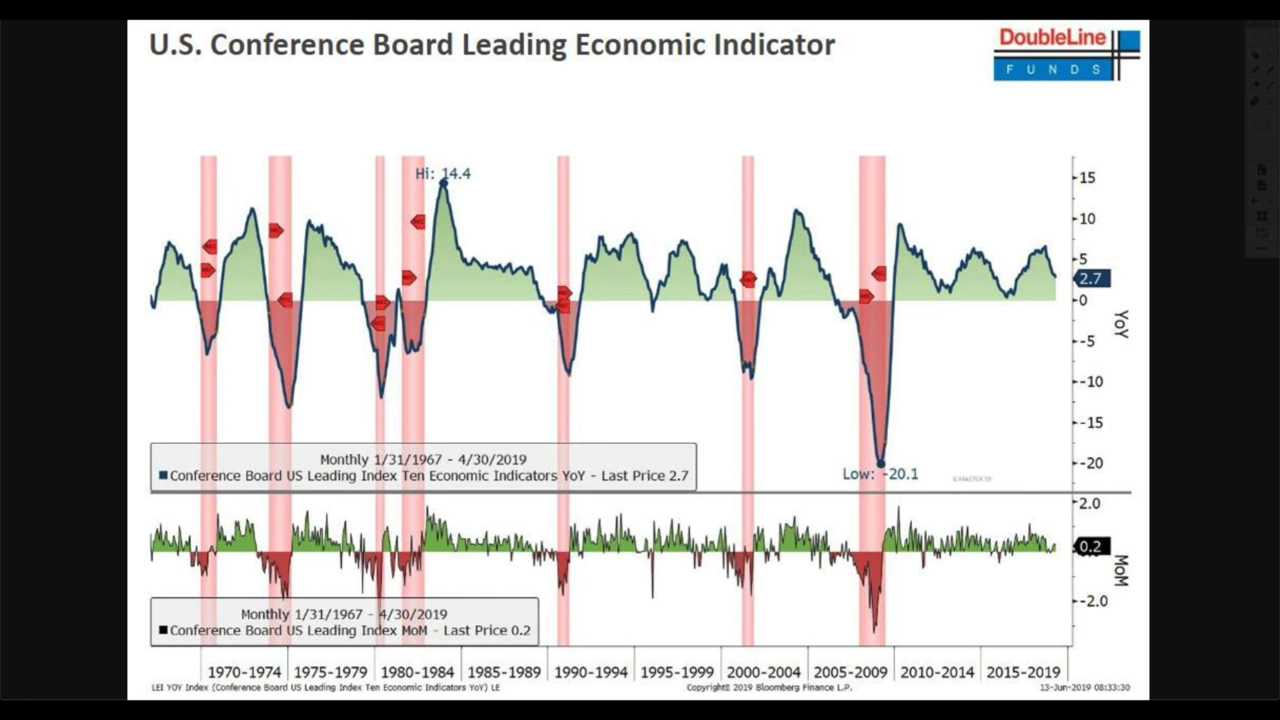 U.S. Conference Board Leading Economic Indicator
DoubleLine
FUNDS
Hi: 14.4
15
10
5
2.7
0
-5
-10
-15
-20
YoY
Low: -20.1
Monthly 1/31/1967 - 4/30/2019
Conference Board US Leading Index Ten Economic Indicators YoY - Last Price 2.7
2.0
0.2
-2.0
MoM
Monthly 1/31/1967 - 4/30/2019
Conference Board US Leading Index MoM - Last Price 0.2
1970-1974 1975-1979 1980-1984 1985-1989 1990-1994 1995-1999 2000-2004 2005-2009 2010-2014 2015-2019
LEI YOY Index (Conference Board US Leading Index Ten Economic Indicators YoY) LE Copyright© 2019 Bloomberg Finance L.P. 13-Jun-2019 08:33:30